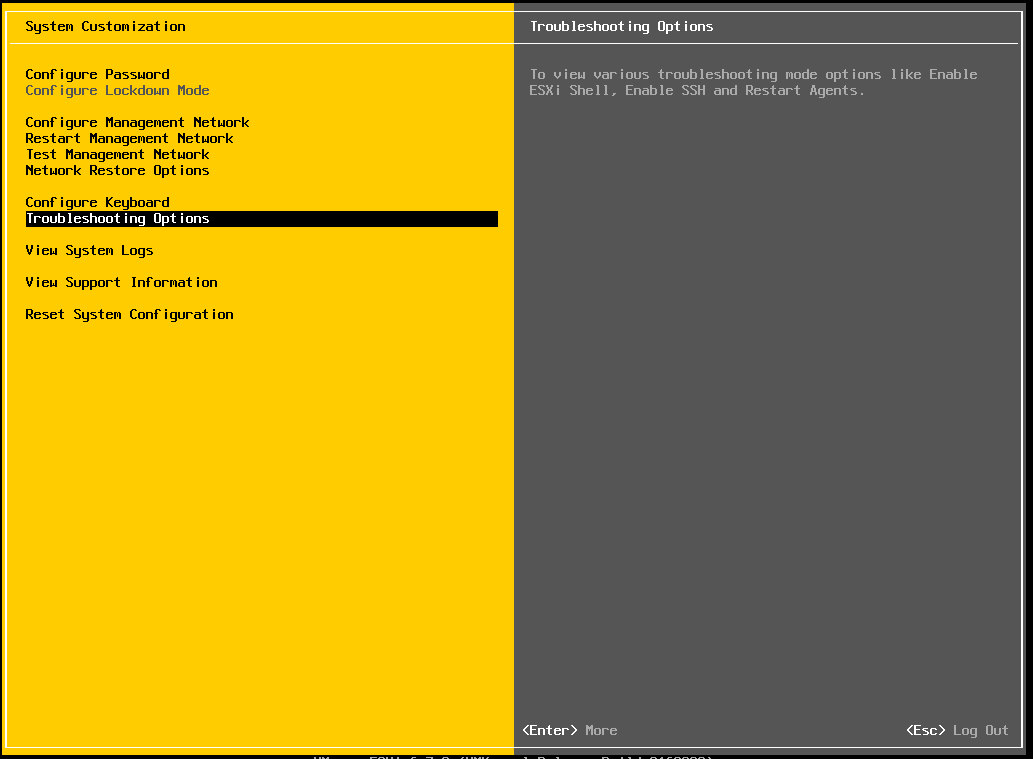 System Customization
Configure Password
Configure Lockdown Mode
Configure Management Network
Restart Management Network
Test Management Network
Network Restore Options
Configure Keyboard
Troubleshooting Options
View System Logs
View Support Information
Reset System Configuration
Troubleshooting Options
To view various troubleshooting mode options like Enable
ESXi Shell, Enable SSH and Restart Agents.
<Enter> More
<Esc> Log Out